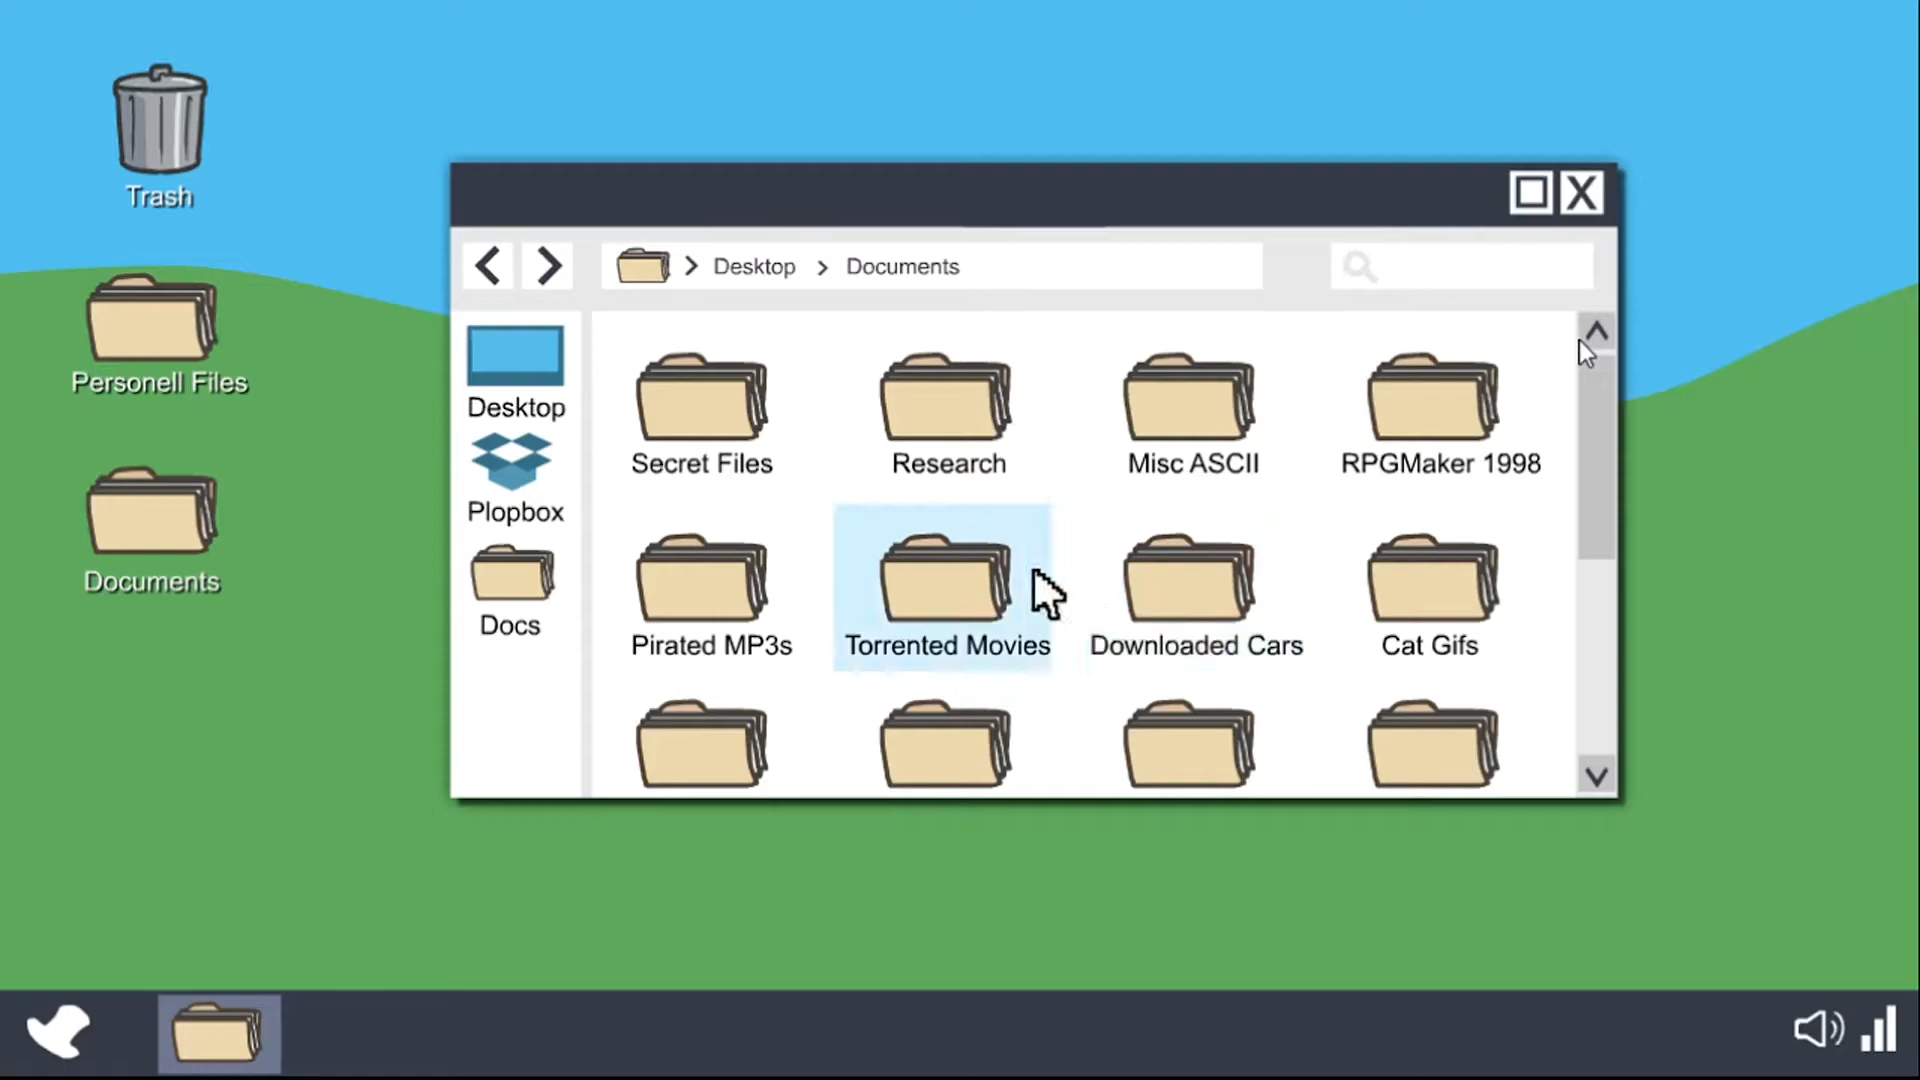 Trash
Personell Files
Documents
X
Desktop
Documents
Desktop
Plopbox
Docs
Secret Files
Research
Misc ASCII
RPGMaker 1998
Pirated MP3s
Torrented Movies
Downloaded Cars
Cat Gifs